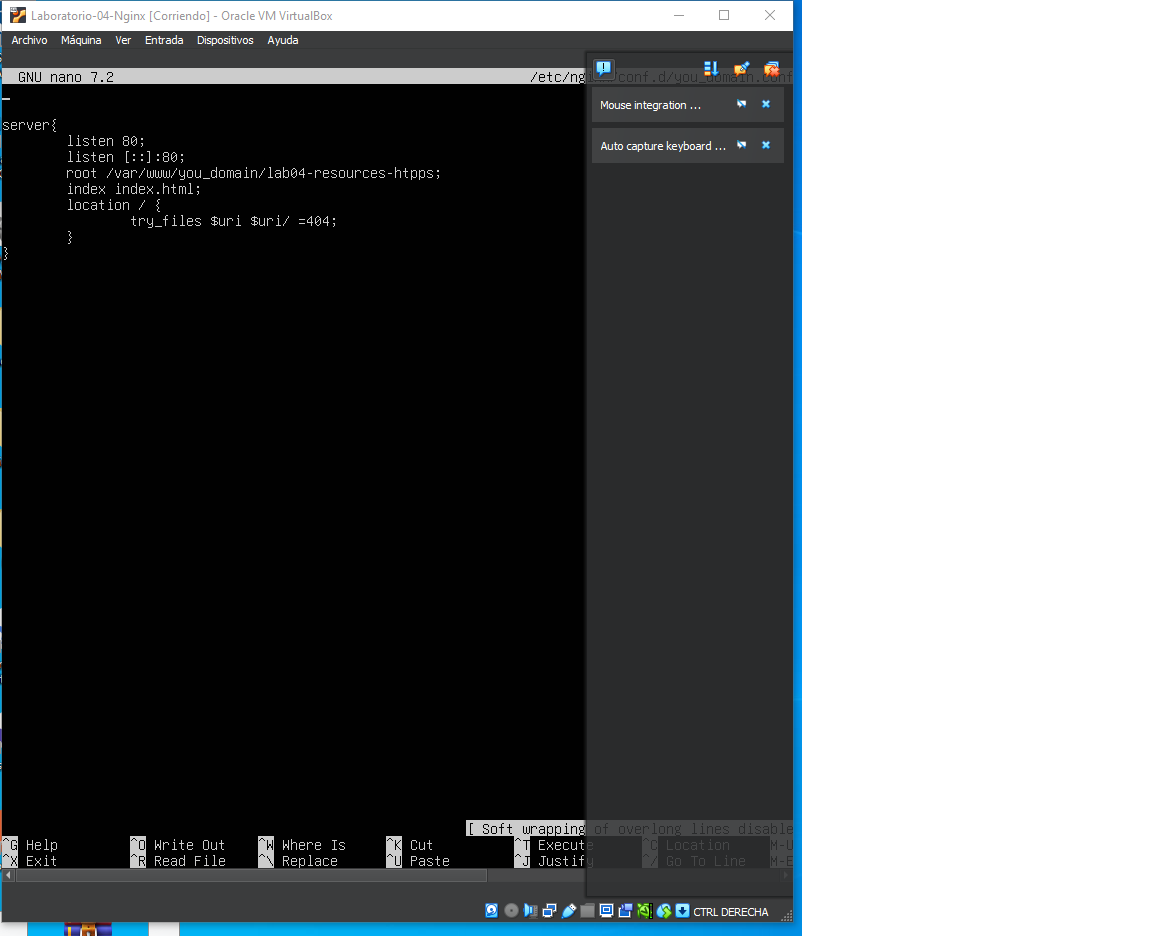 Laboratorio-04-Nginx [Corriendo] - Oracle VM VirtualBox
Archivo Máquina Ver Entrada Dispositivos Ayuda
GNU nano 7.2 /etc/nginx/conf.d/you_domain.conf
Mouse integration ...
Auto capture keyboard ...
server{
listen 80;
listen [::]:80;
root /var/www/you_domain/lab04-resources-htpps;
index index.html;
location / {
try_files $uri $uri/ =404;
}
}
[ Soft wrapping of overlong lines disable
^G Help ^O Write Out ^W Where Is ^K Cut ^T Execute ^C Location M-U
^X Exit ^R Read File ^\ Replace ^U Paste ^J Justify ^/ Go To Line M-E
CTRL DERECHA